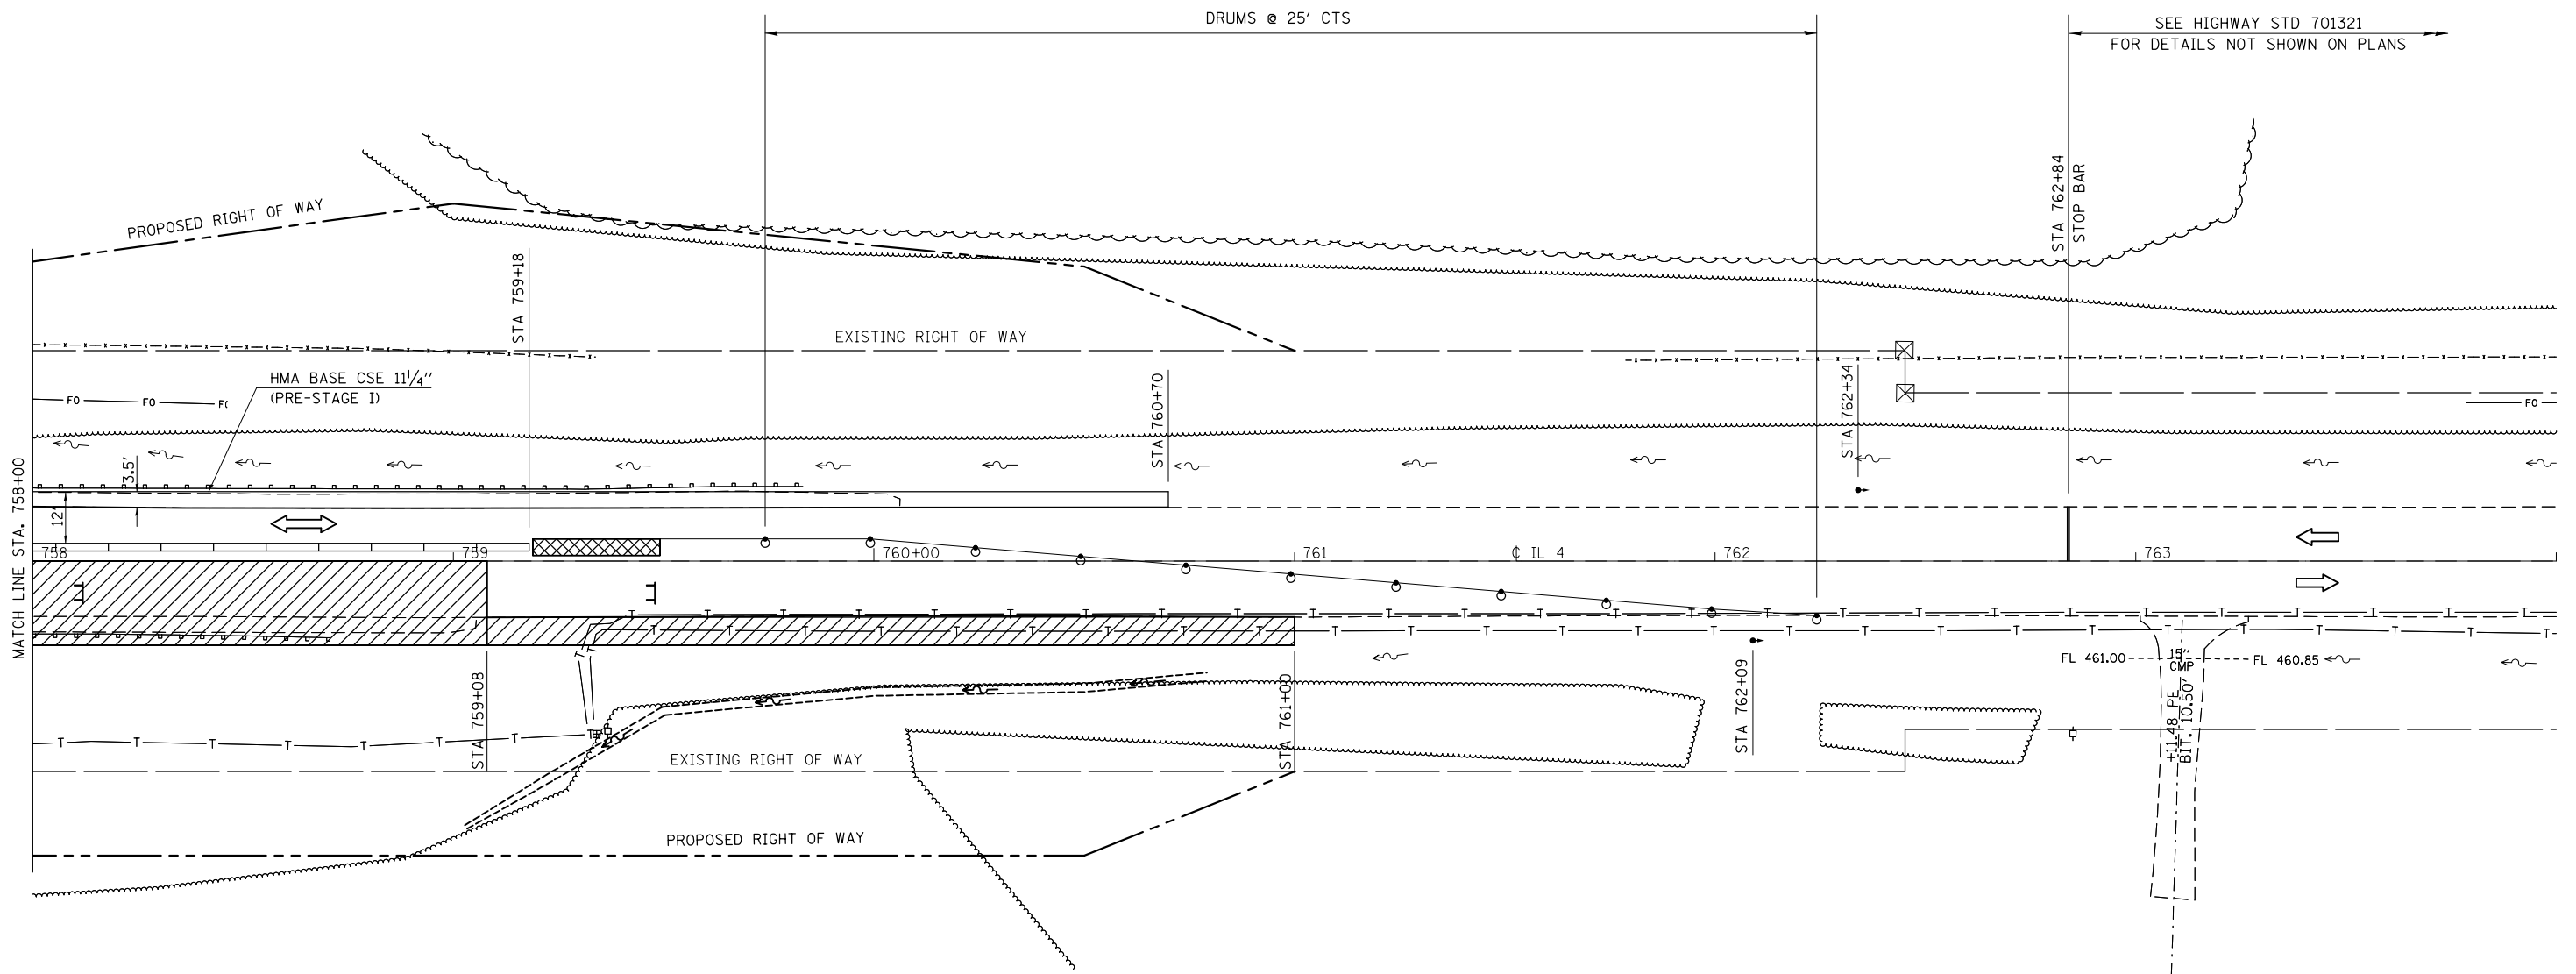 DRUMS @ 25' CTS
SEE HIGHWAY STD 701321
FOR DETAILS NOT SHOWN ON PLANS
STA 762+84
STOP BAR
PROPOSED RIGHT OF WAY
STA 759+18
EXISTING RIGHT OF WAY
HMA BASE CSE 11 1/4"
(PRE-STAGE I)
STA 760+70
STA 762+34
FO
FO
FO
3.5'
12'
MATCH LINE STA. 758+00
758
759
760+00
761
℄ IL 4
762
763
T T T T T T T T T T T T T T T T T T T T T T T T T T
T T T T T T T T T T T T T T T T T T T
T
T
FL 461.00
15"
CMP
FL 460.85
+11.48 PE
BIT. 10.50'
STA 759+08
STA 761+00
STA 762+09
T T T T T T T T
EXISTING RIGHT OF WAY
PROPOSED RIGHT OF WAY